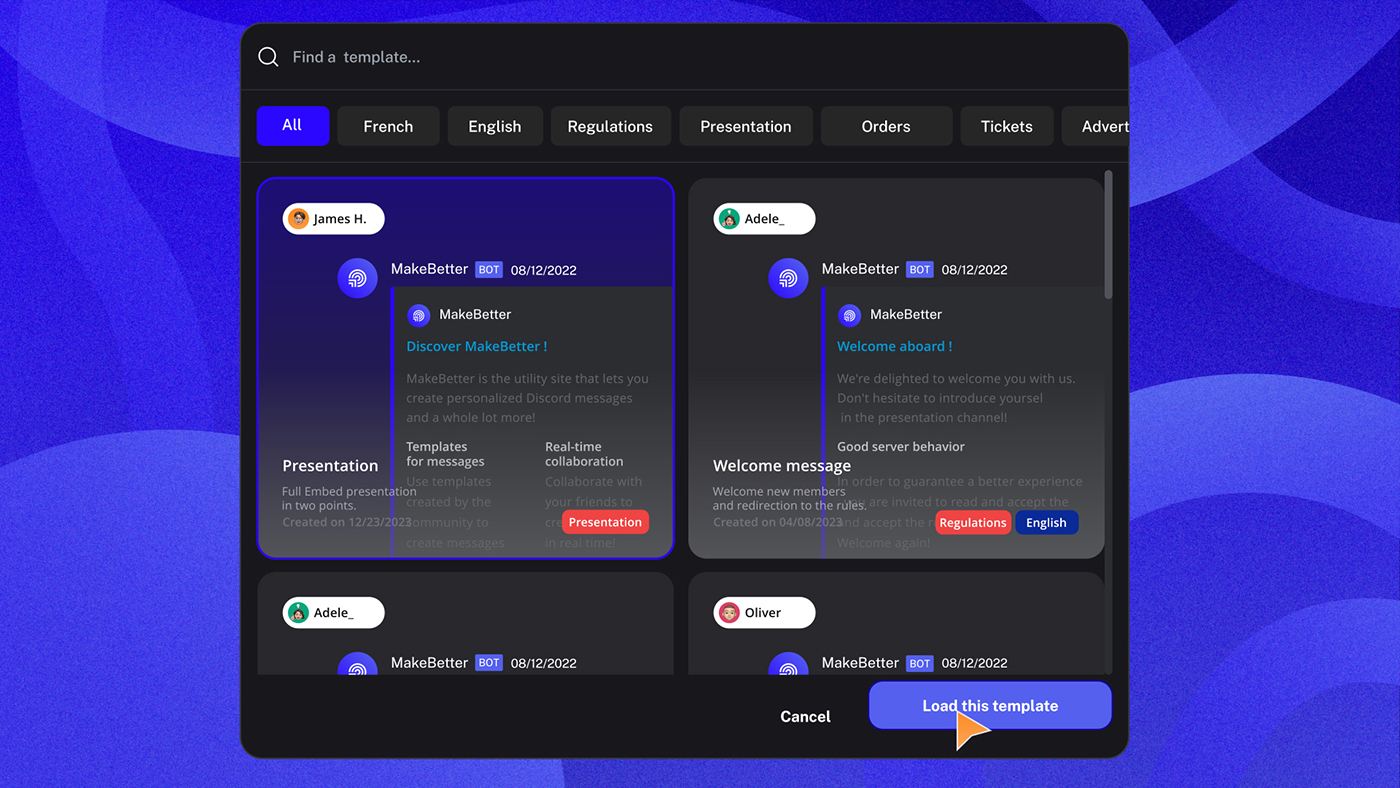 Find a template...
All
French
English
Regulations
Presentation
Orders
Tickets
Advert
James H.
MakeBetter BOT 08/12/2022
MakeBetter
Discover MakeBetter !
MakeBetter is the utility site that lets you
create personalized Discord messages
and a whole lot more!
Templates
for messages
Use templates
created by the
community to
create messages
Real-time
collaboration
Collaborate with
your friends to
in real time!
Presentation
Full Embed presentation
in two points.
Created on 12/23/2023
Presentation
Adele_
MakeBetter BOT 08/12/2022
MakeBetter
Welcome aboard !
We're delighted to welcome you with us.
Don't hesitate to introduce yoursel
in the presentation channel!
Good server behavior
In order to guarantee a better experience
you are invited to read and accept the
and accept the
Welcome again!
Welcome message
Welcome new members
and redirection to the rules.
Created on 04/08/2023
Regulations
English
Adele_
MakeBetter BOT 08/12/2022
Oliver
MakeBetter BOT 08/12/2022
Cancel
Load this template